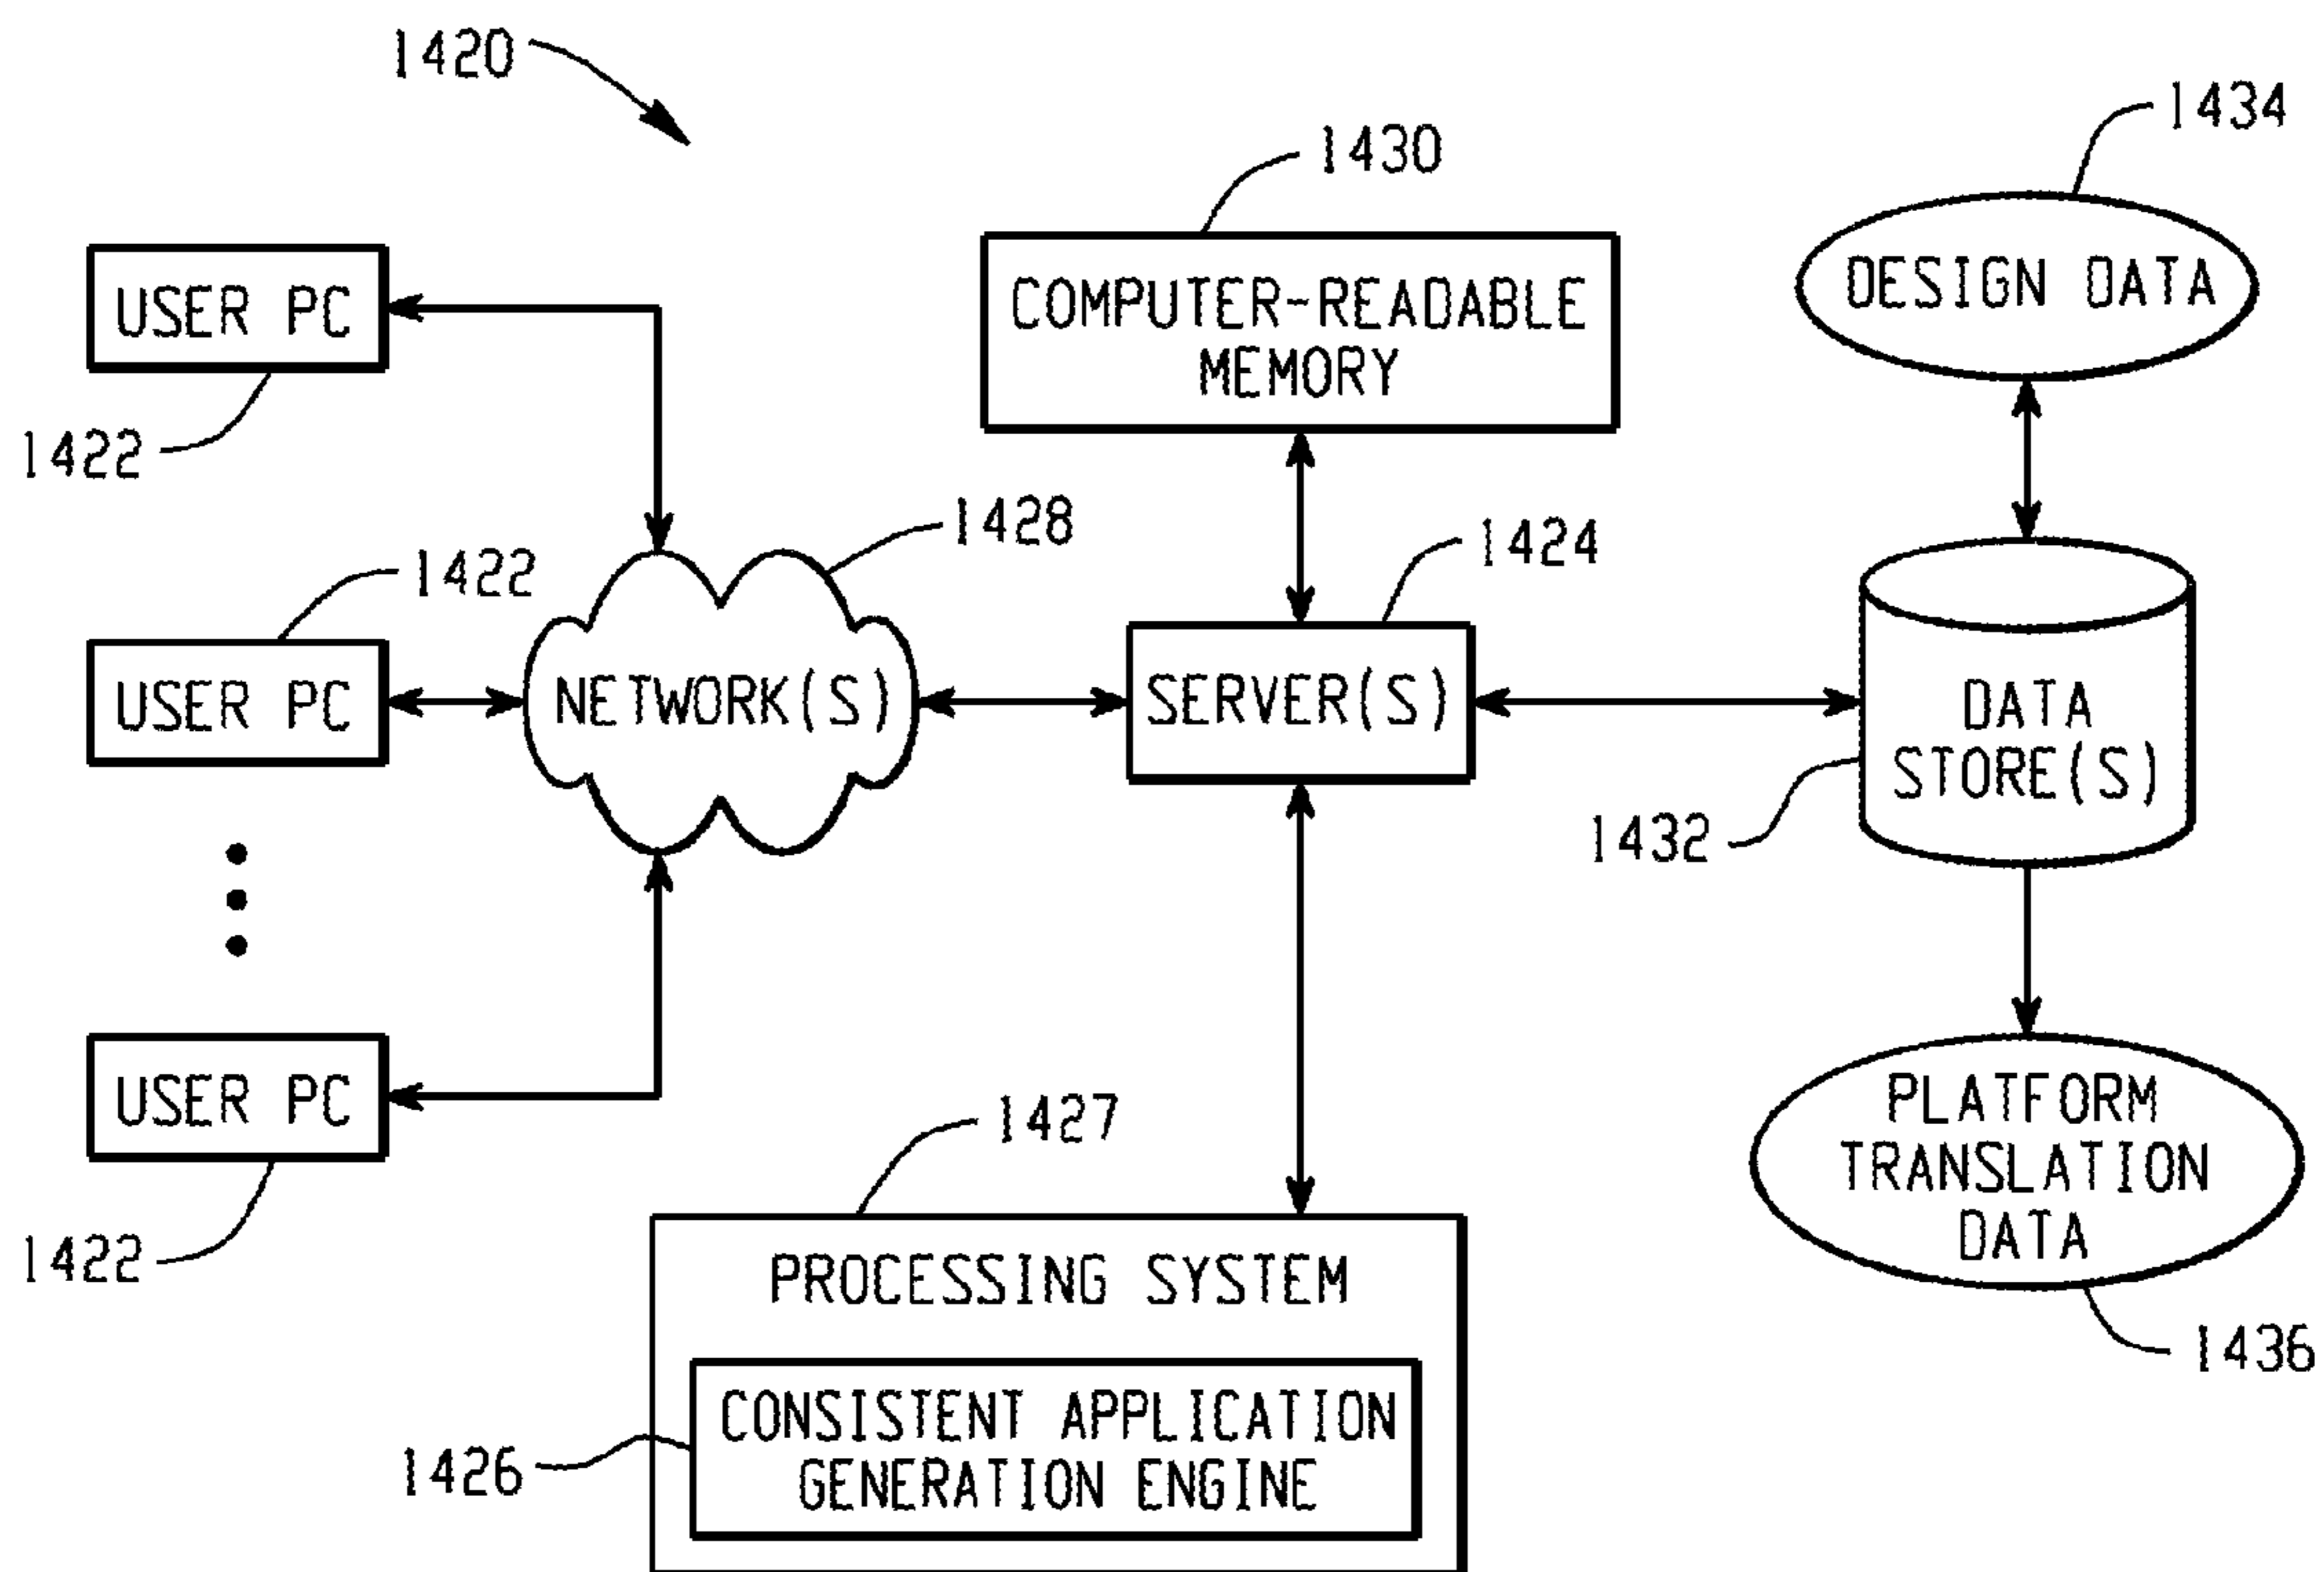 1420
1434
1430
USER PC
COMPUTER-READABLE
MEMORY
DESIGN DATA
1422
1428
1424
1422
USER PC
NETWORK(S)
SERVER(S)
DATA
STORE(S)
1432
USER PC
1427
PLATFORM
TRANSLATION
DATA
1422
PROCESSING SYSTEM
1436
CONSISTENT APPLICATION
GENERATION ENGINE
1426